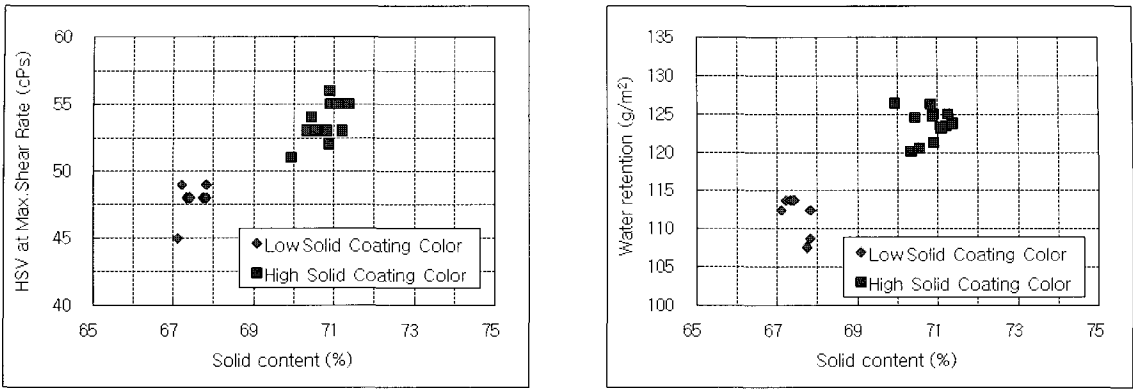 HSV at Max.Shear Rate (cPs)
60
55
50
45
40
65 67 69 71 73 75
Solid content (%)
Low Solid Coating Color
High Solid Coating Color
Water retention (g/m²)
135
130
125
120
115
110
105
100
65 67 69 71 73 75
Solid content (%)
Low Solid Coating Color
High Solid Coating Color